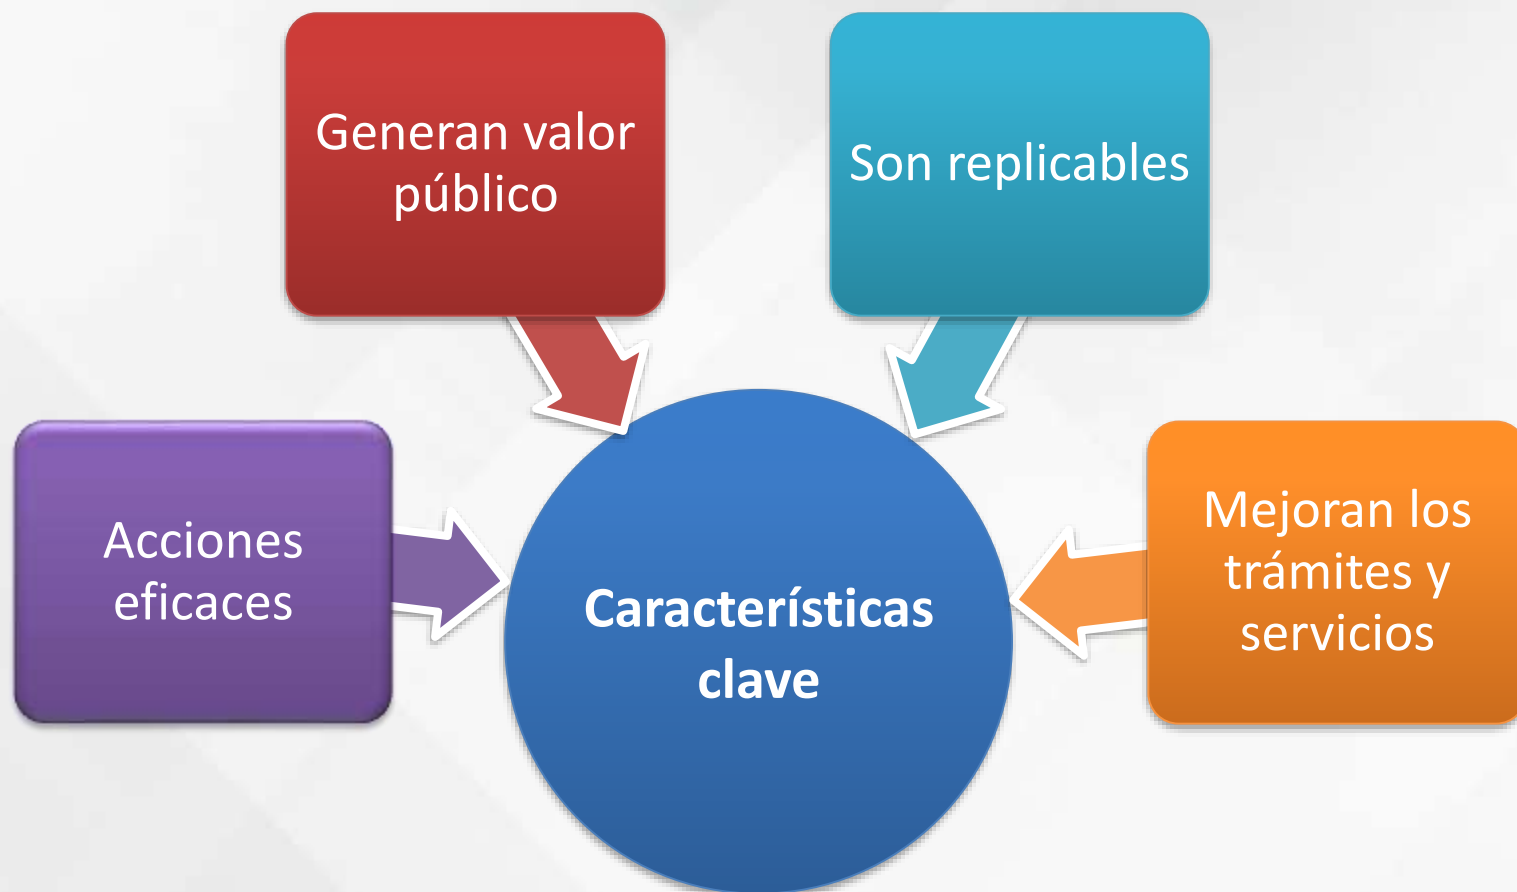 Generan valor
público
Son replicables
Acciones
eficaces
Características
clave
Mejoran los
trámites y
servicios